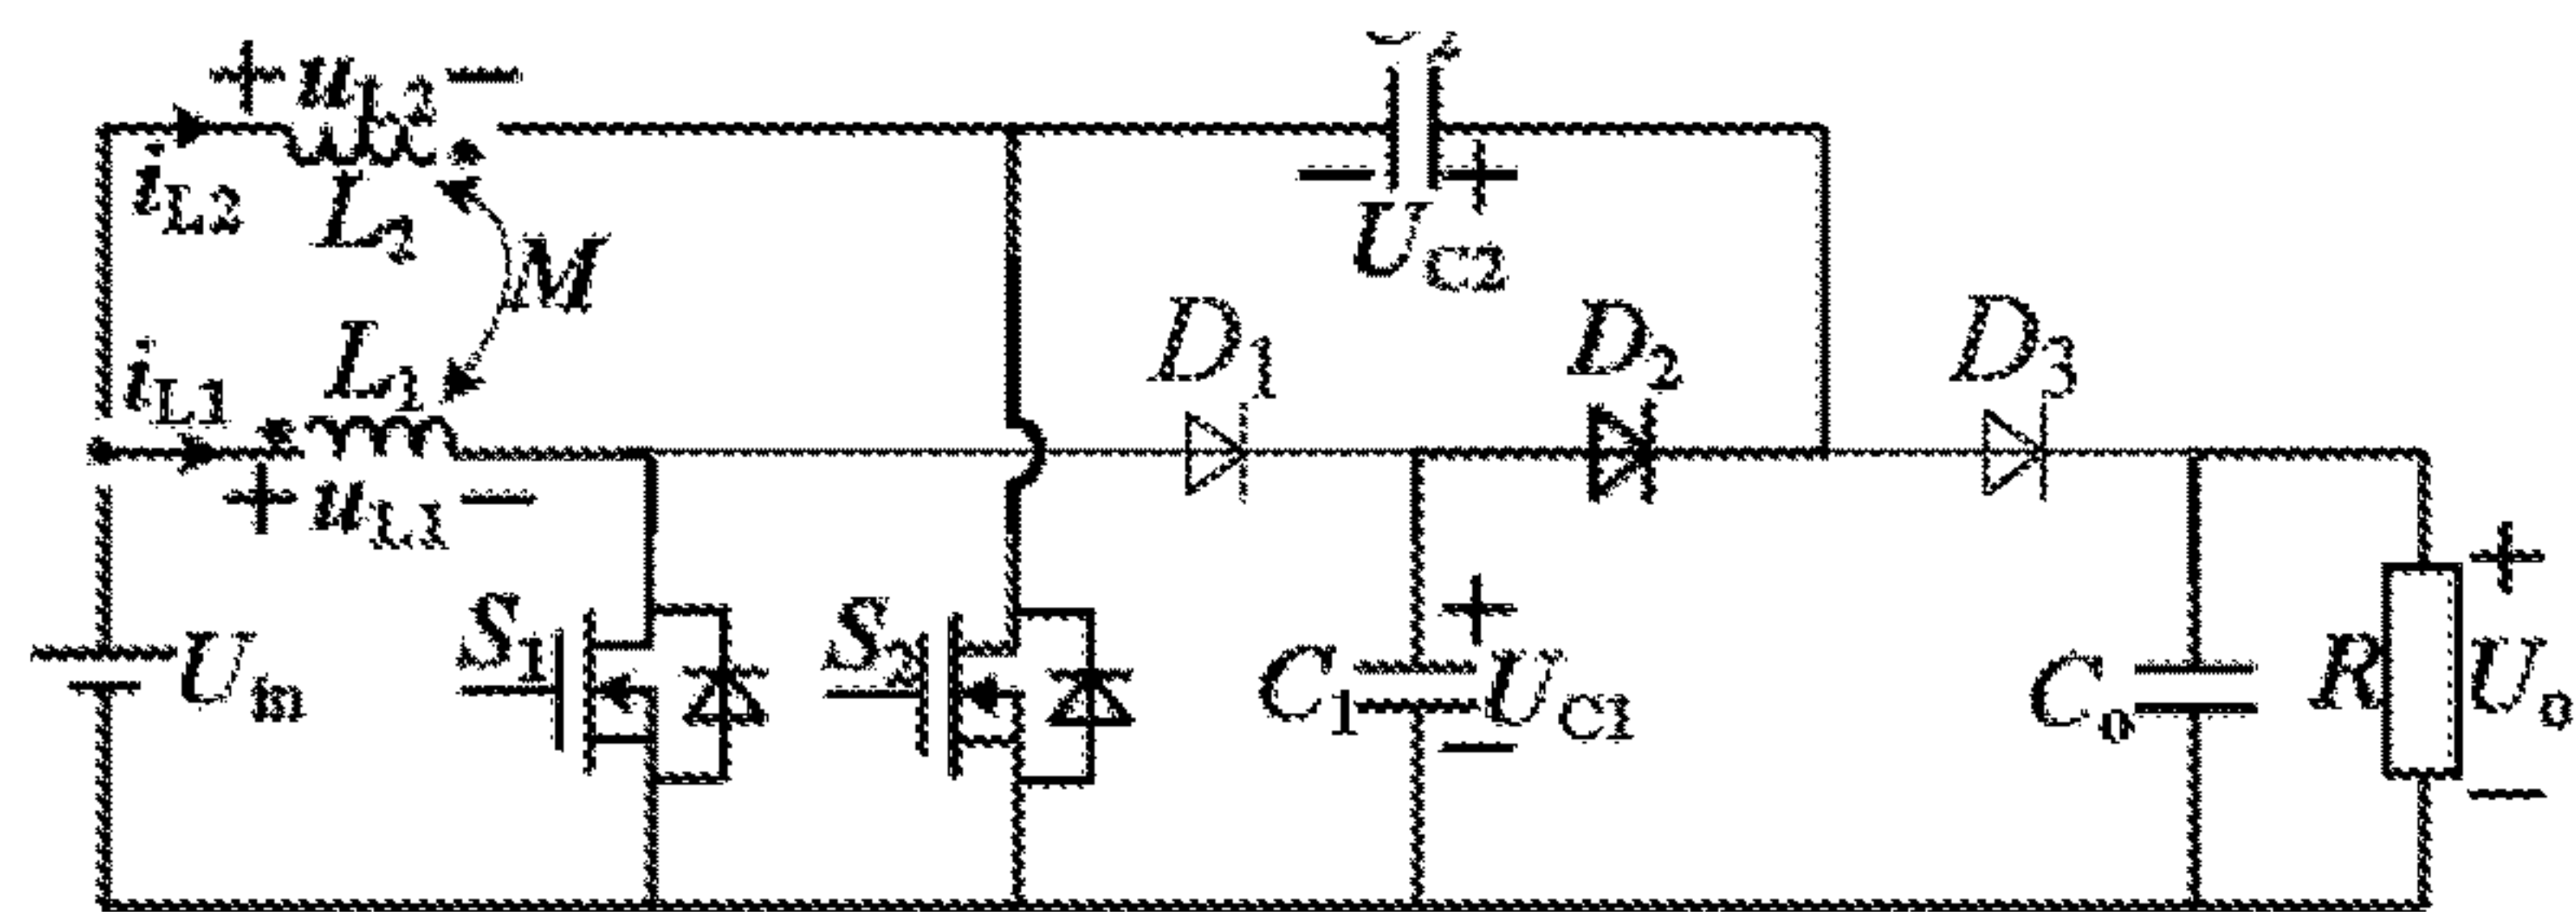 + u_L2 −
i_L2
L_2
M
− +
U_C2
i_L1
L_1
+ u_L1 −
D_1
D_2
D_3
U_in
S_1
S_2
C_1
+
U_C1
−
C_o
R
+
U_o
−